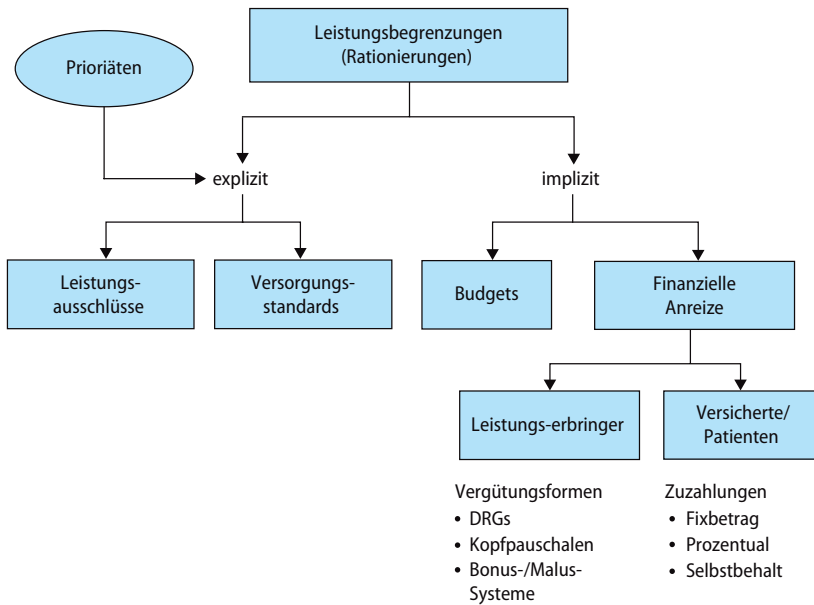 Leistungsbegrenzungen
(Rationierungen)
Prioriäten
explizit
implizit
Leistungs-
ausschlüsse
Versorgungs-
standards
Budgets
Finanzielle
Anreize
Leistungs-erbringer
Versicherte/
Patienten
Vergütungsformen
• DRGs
• Kopfpauschalen
• Bonus-/Malus-
Systeme
Zuzahlungen
• Fixbetrag
• Prozentual
• Selbstbehalt